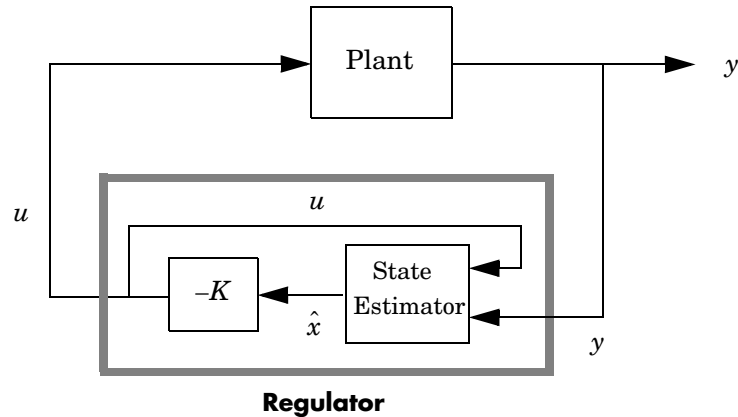 Plant
y
u
u
–K
x̂
State
Estimator
y
Regulator